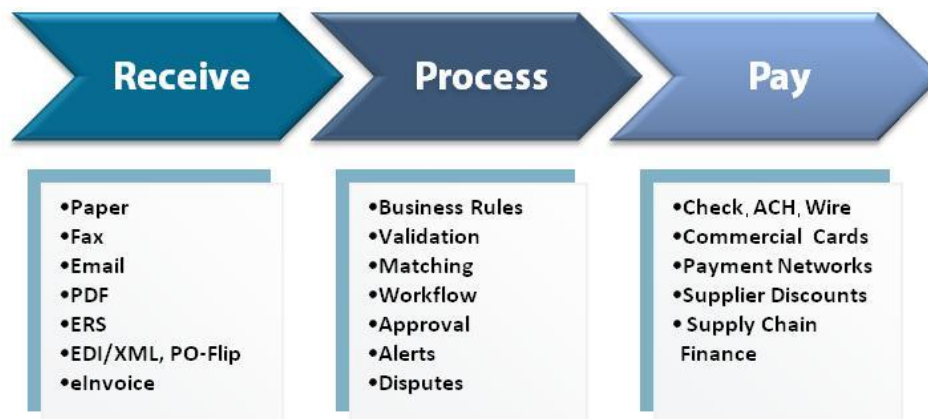 Receive
Process
Pay
•Paper
•Fax
•Email
•PDF
•ERS
•EDI/XML, PO-Flip
•eInvoice
•Business Rules
•Validation
•Matching
•Workflow
•Approval
•Alerts
•Disputes
•Check, ACH, Wire
•Commercial Cards
•Payment Networks
•Supplier Discounts
• Supply Chain
Finance